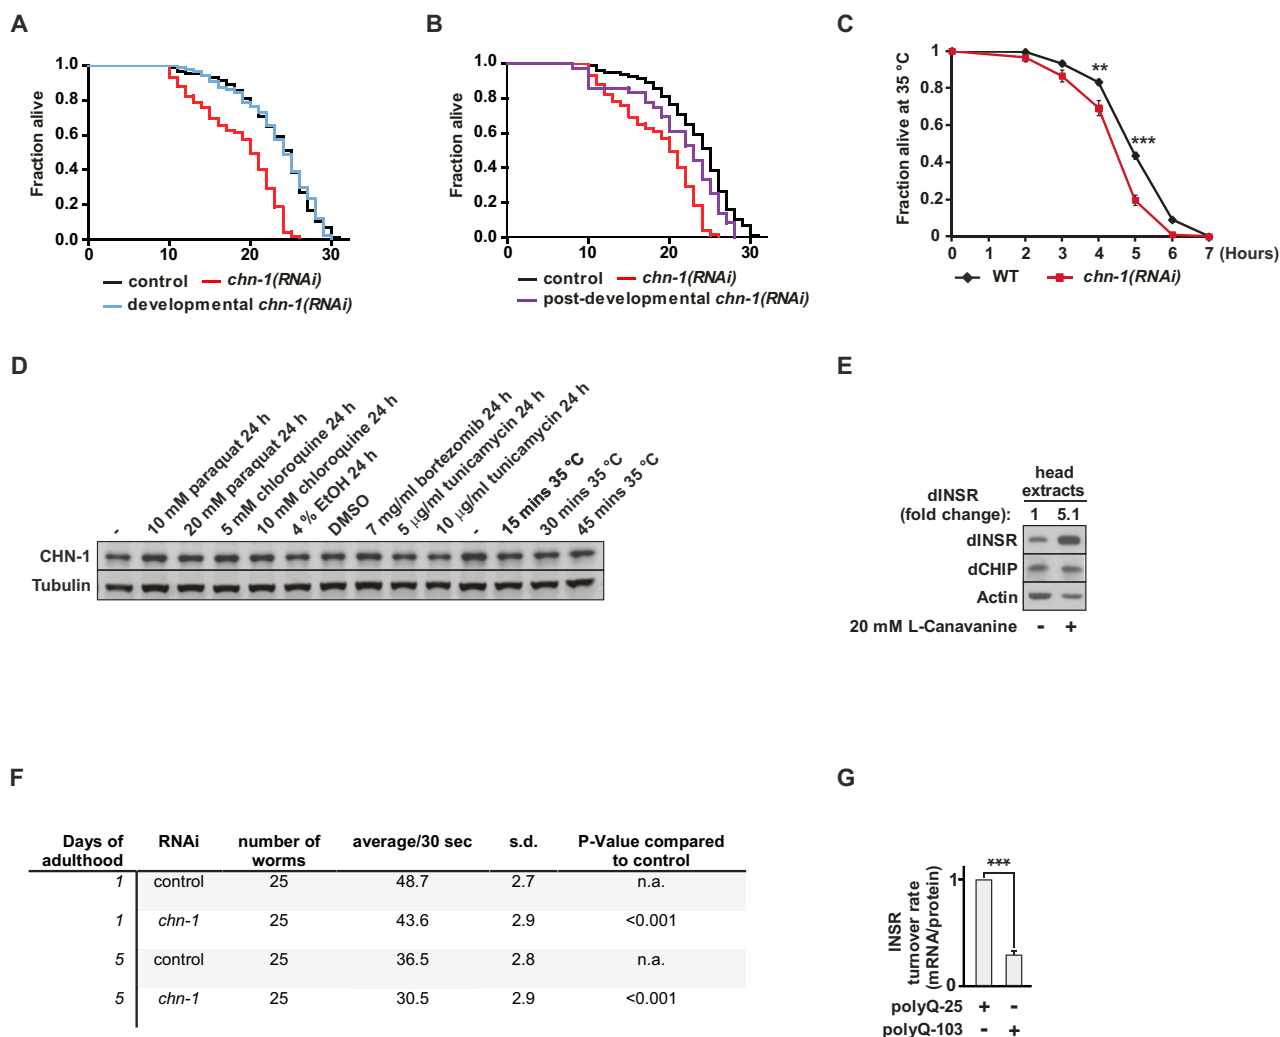 A
B
C
Fraction alive
1.0
0.8
0.6
0.4
0.2
0.0
0
10
20
30
control
chn-1(RNAi)
developmental chn-1(RNAi)
Fraction alive
1.0
0.8
0.6
0.4
0.2
0.0
0
10
20
30
control
chn-1(RNAi)
post-developmental chn-1(RNAi)
Fraction alive at 35 °C
1
0.8
0.6
0.4
0.2
0
**
***
0 1 2 3 4 5 6 7 (Hours)
WT
chn-1(RNAi)
D
-
10 mM paraquat 24 h
20 mM paraquat 24 h
5 mM chloroquine 24 h
10 mM chloroquine 24 h
4 % EtOH 24 h
DMSO
7 mg/ml bortezomib 24 h
5 µg/ml tunicamycin 24 h
10 µg/ml tunicamycin 24 h
-
15 mins 35 °C
30 mins 35 °C
45 mins 35 °C
CHN-1
Tubulin
E
head
extracts
dINSR
(fold change):
1 5.1
dINSR
dCHIP
Actin
20 mM L-Canavanine - +
F
Days of adulthood RNAi number of worms average/30 sec s.d. P-Value compared to control
1 control 25 48.7 2.7 n.a.
1 chn-1 25 43.6 2.9 <0.001
5 control 25 36.5 2.8 n.a.
5 chn-1 25 30.5 2.9 <0.001
G
INSR
turnover rate
(mRNA/protein)
1
0
***
polyQ-25 + -
polyQ-103 - +